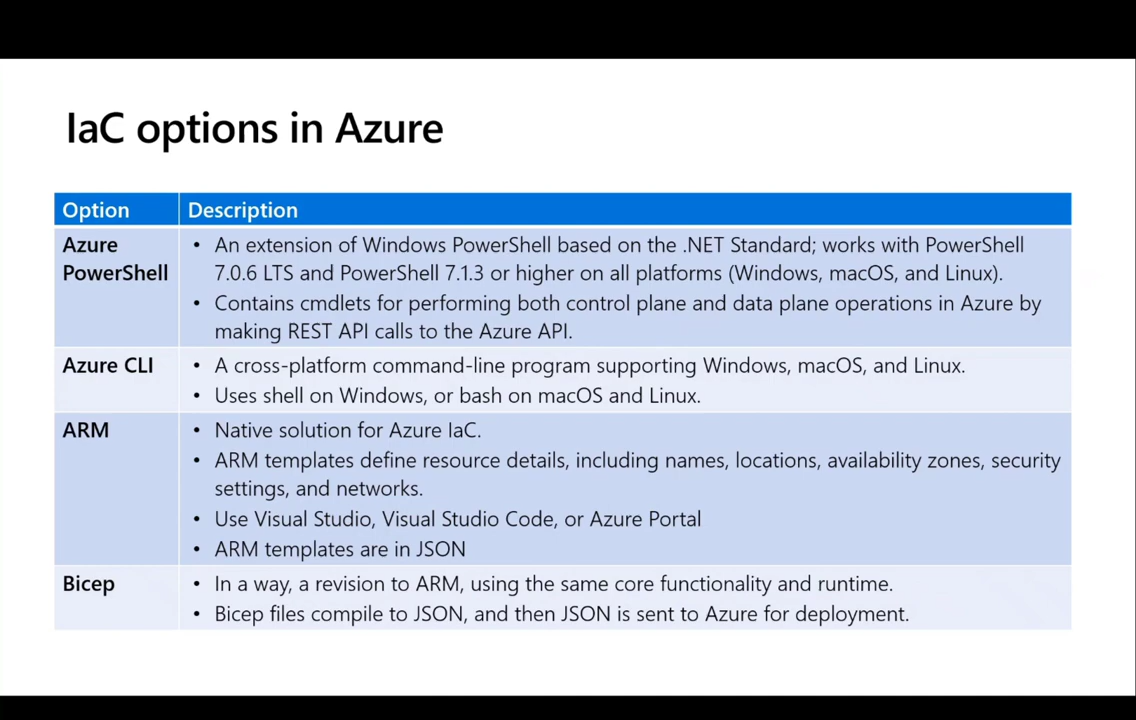 IaC options in Azure
Option
Description
Azure
PowerShell
• An extension of Windows PowerShell based on the .NET Standard; works with PowerShell
7.0.6 LTS and PowerShell 7.1.3 or higher on all platforms (Windows, macOS, and Linux).
• Contains cmdlets for performing both control plane and data plane operations in Azure by
making REST API calls to the Azure API.
Azure CLI
• A cross-platform command-line program supporting Windows, macOS, and Linux.
• Uses shell on Windows, or bash on macOS and Linux.
ARM
• Native solution for Azure IaC.
• ARM templates define resource details, including names, locations, availability zones, security
settings, and networks.
• Use Visual Studio, Visual Studio Code, or Azure Portal
• ARM templates are in JSON
Bicep
• In a way, a revision to ARM, using the same core functionality and runtime.
• Bicep files compile to JSON, and then JSON is sent to Azure for deployment.